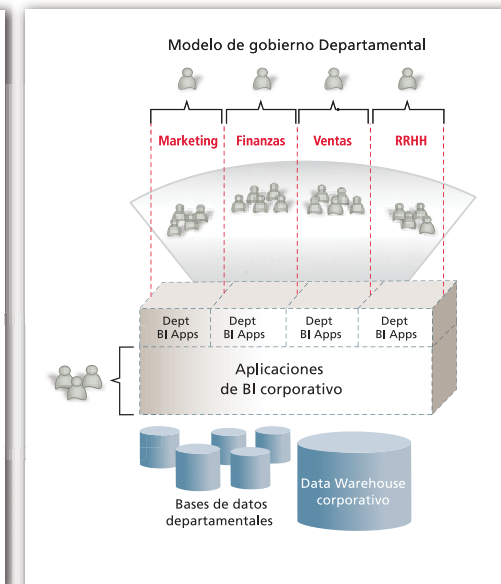 Modelo de gobierno Departamental
Marketing Finanzas Ventas RRHH
Dept Dept Dept Dept
BI Apps BI Apps BI Apps BI Apps
Aplicaciones
de BI corporativo
Data Warehouse
corporativo
Bases de datos
departamentales